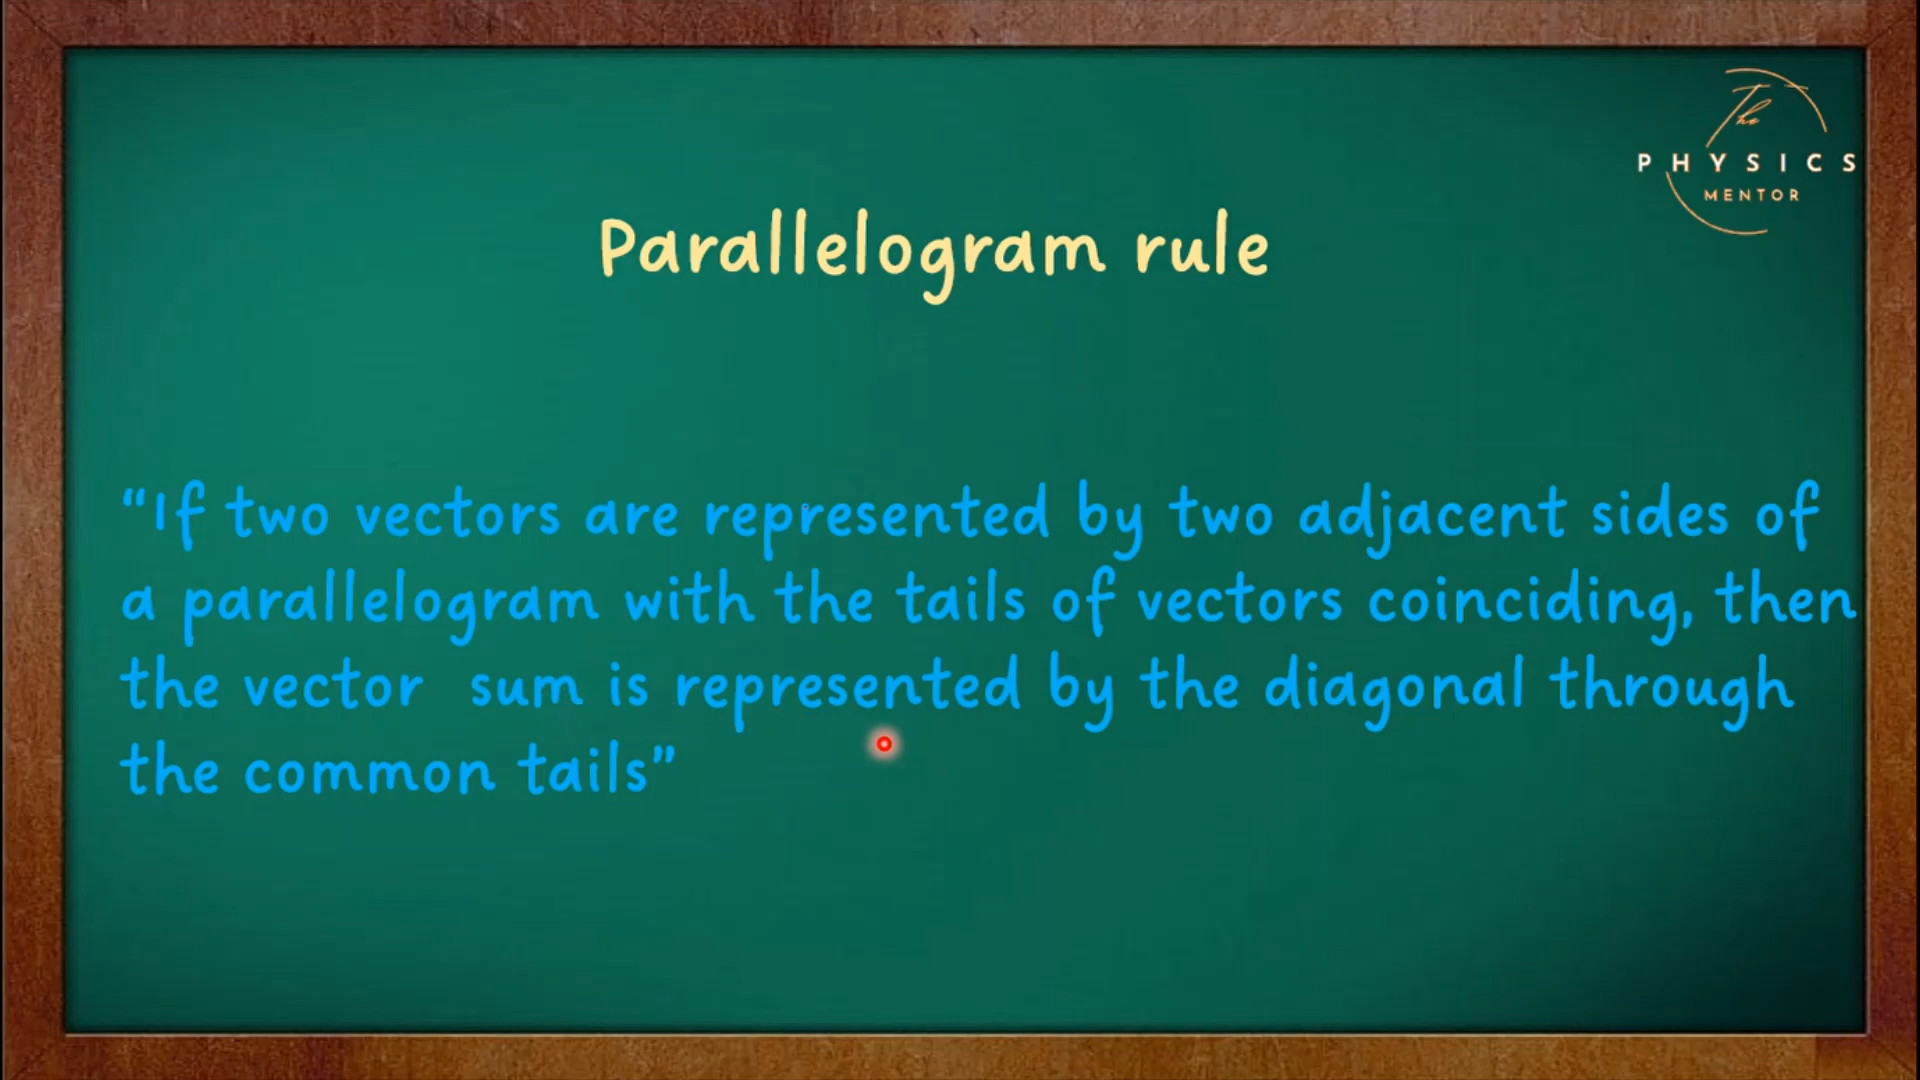 The
PHYSICS
MENTOR
Parallelogram rule
“If two vectors are represented by two adjacent sides of
a parallelogram with the tails of vectors coinciding, then
the vector sum is represented by the diagonal through
the common tails”